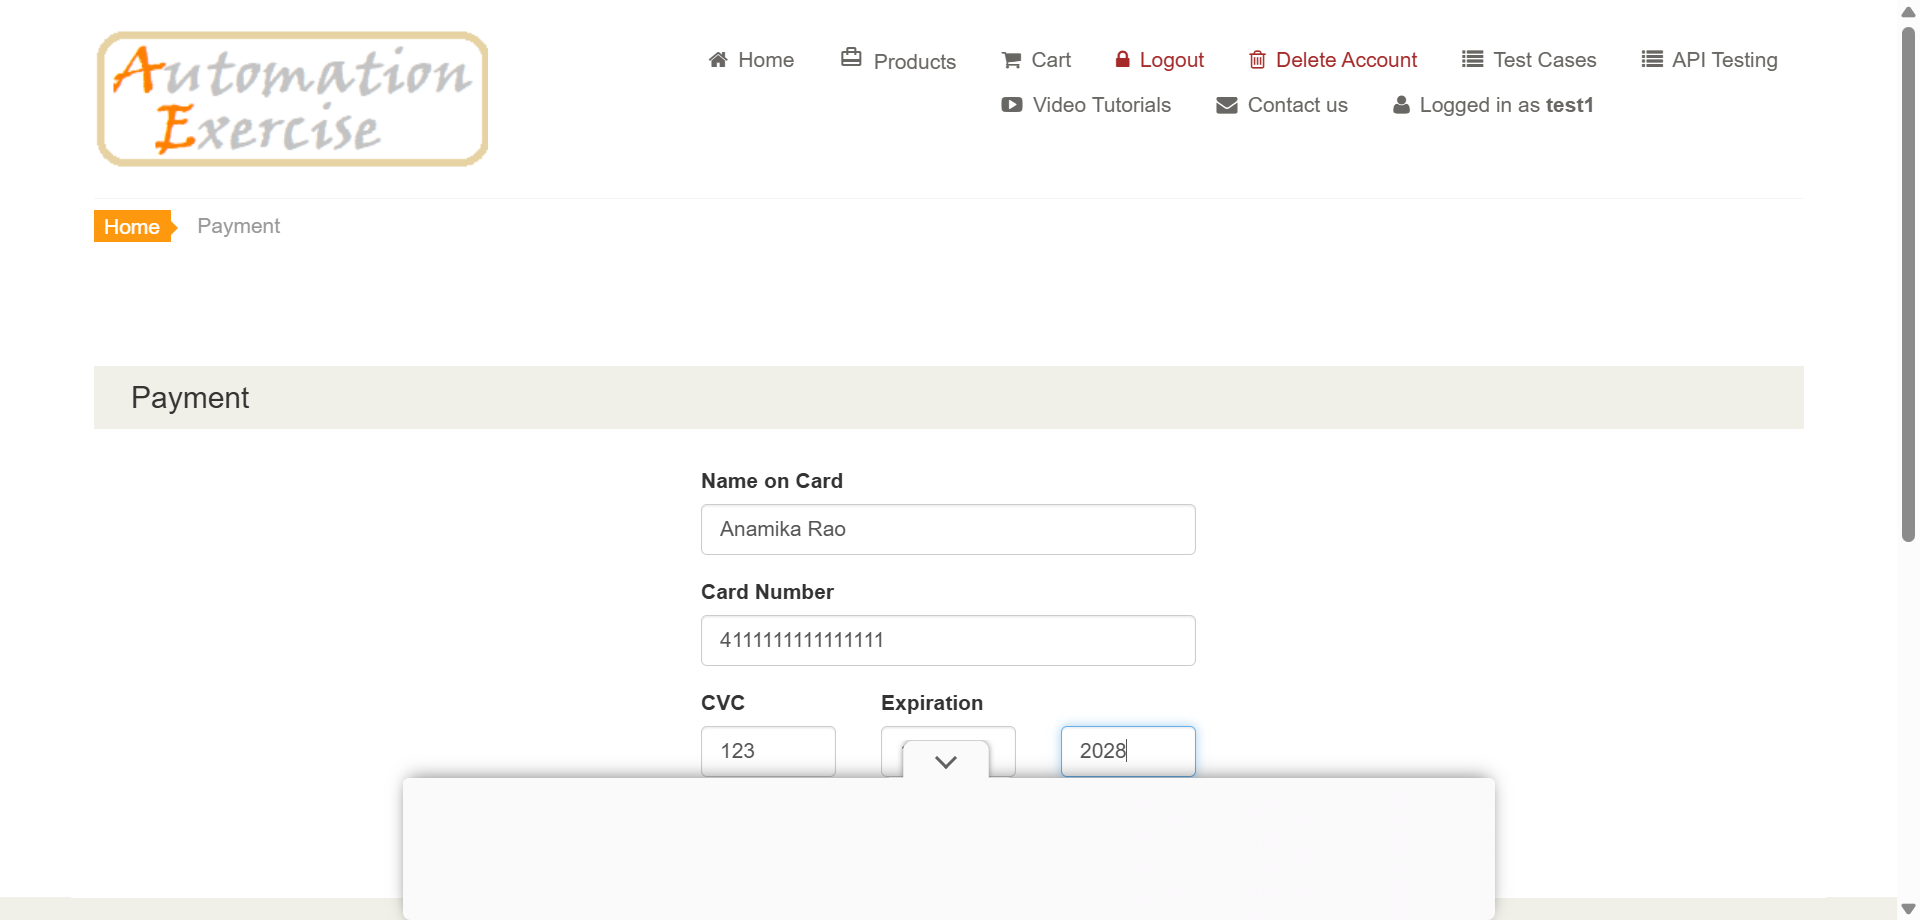 Automation
Exercise
Home Products Cart Logout Delete Account Test Cases API Testing
Video Tutorials Contact us Logged in as test1
Home Payment
Payment
Name on Card
Anamika Rao
Card Number
4111111111111111
CVC Expiration
123 2028